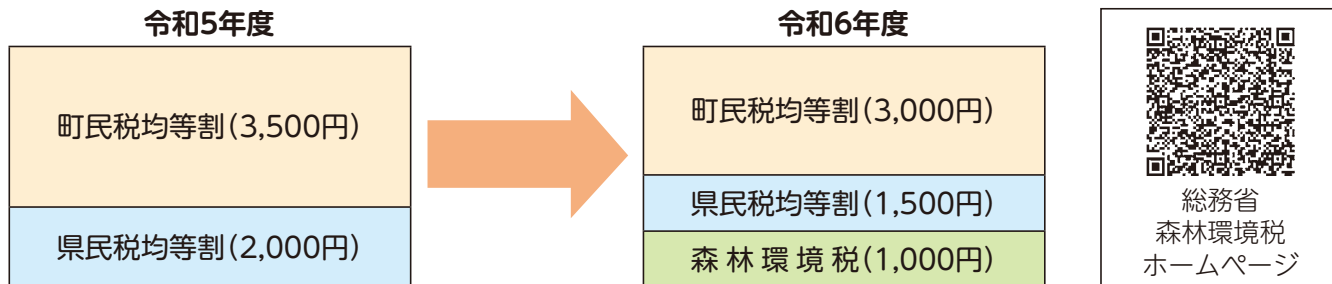 令和5年度
町民税均等割(3,500円)
県民税均等割(2,000円)
令和6年度
町民税均等割(3,000円)
県民税均等割(1,500円)
森林環境税(1,000円)
総務省
森林環境税
ホームページ